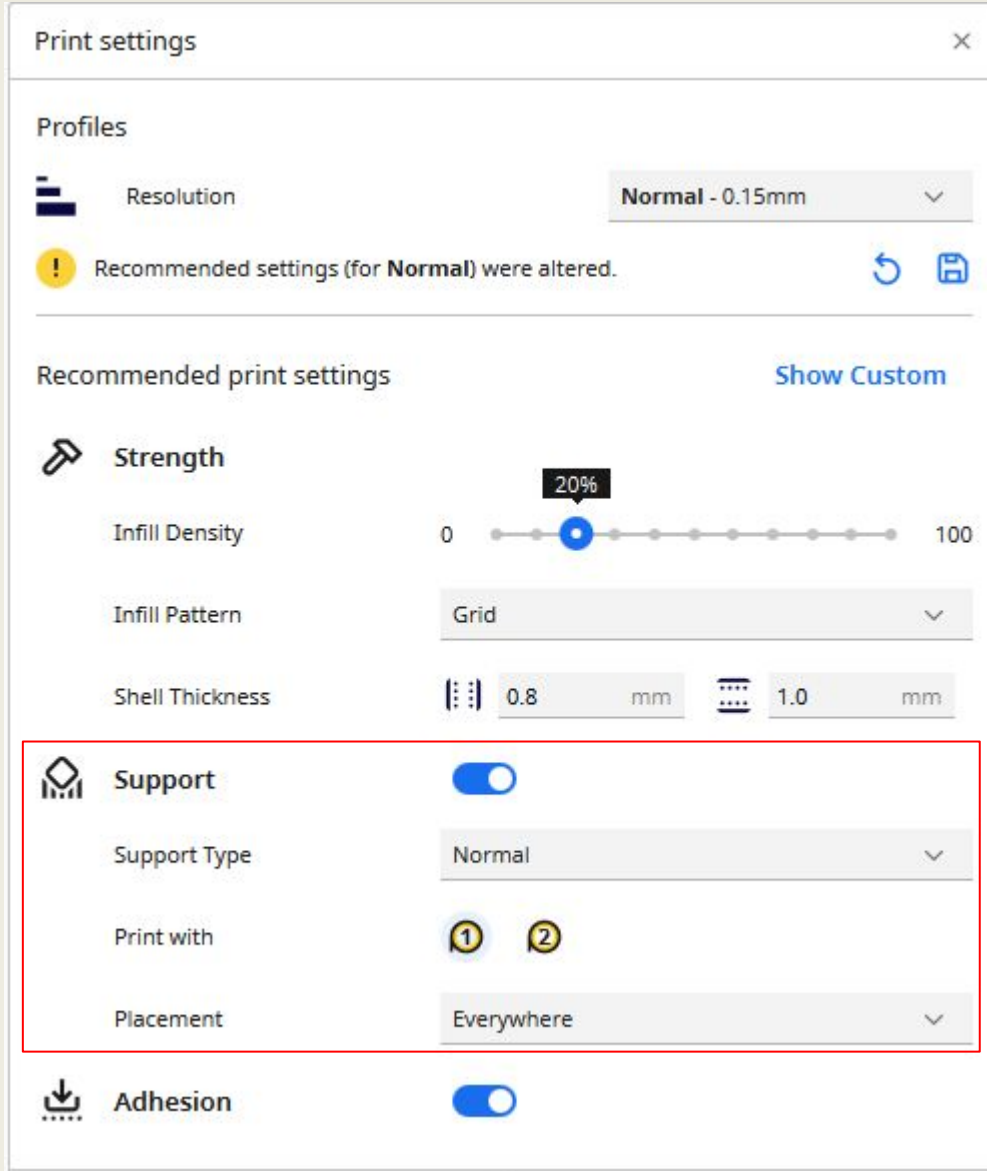 Print settings
Profiles
Resolution Normal - 0.15mm
! Recommended settings (for Normal) were altered.
Recommended print settings Show Custom
Strength
20%
Infill Density 0 100
Infill Pattern Grid
Shell Thickness 0.8 mm 1.0 mm
Support
Support Type Normal
Print with 1 2
Placement Everywhere
Adhesion